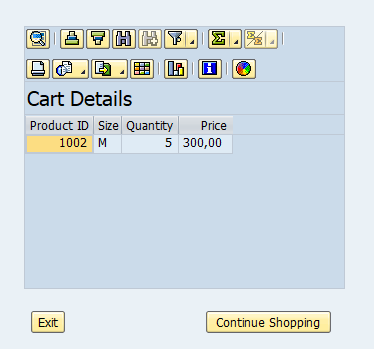 Cart Details
Product ID Size Quantity Price
1002 M 5 300,00
Exit Continue Shopping